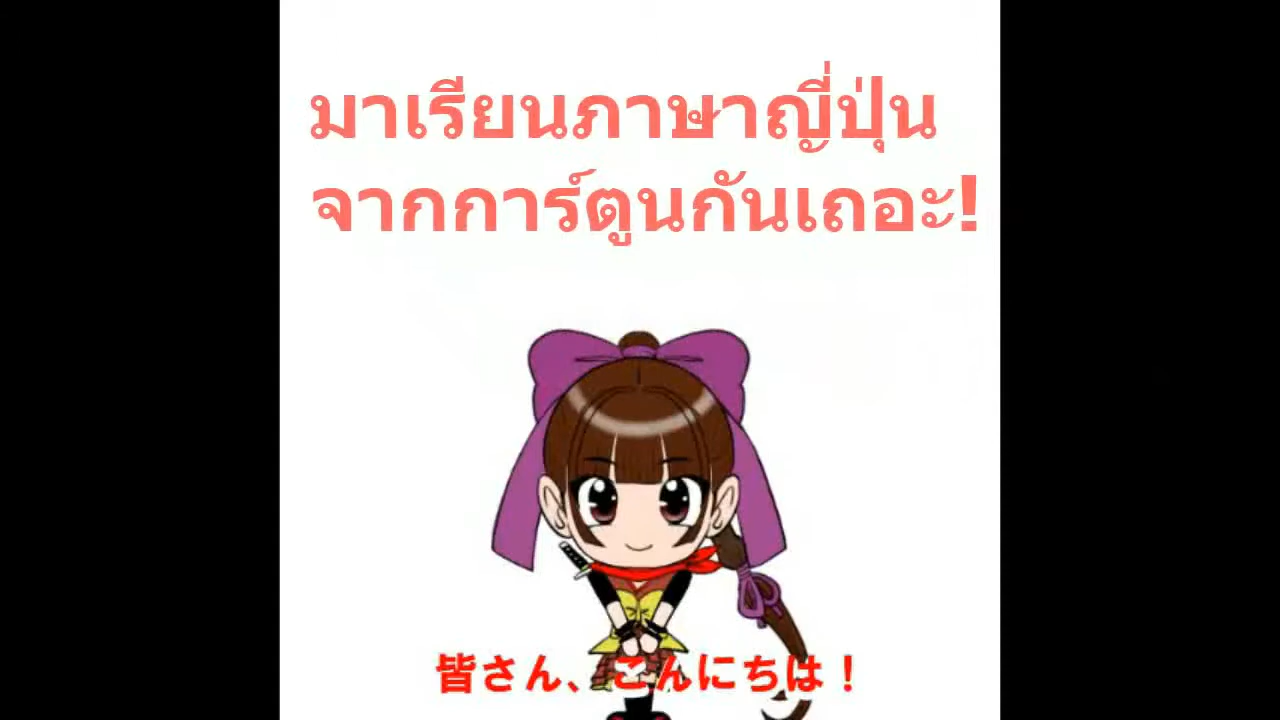 มาเรียนภาษาญี่ปุ่น
จากการ์ตูนกันเถอะ!
皆さん、こんにちは！